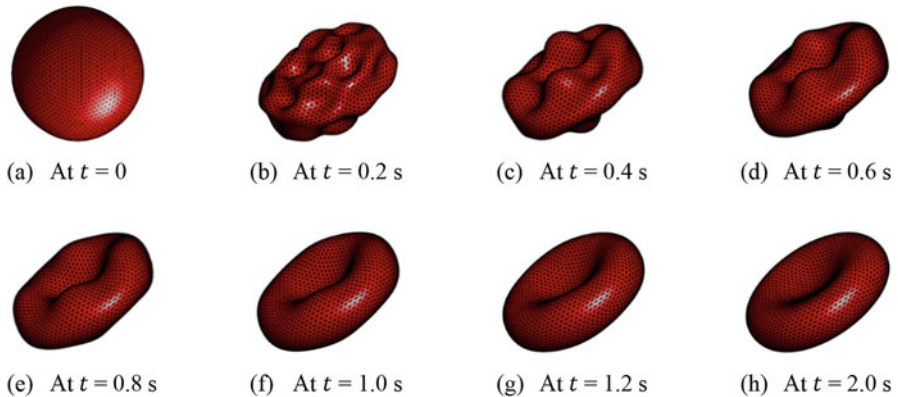 (a) At t = 0
(b) At t = 0.2 s
(c) At t = 0.4 s
(d) At t = 0.6 s
(e) At t = 0.8 s
(f) At t = 1.0 s
(g) At t = 1.2 s
(h) At t = 2.0 s